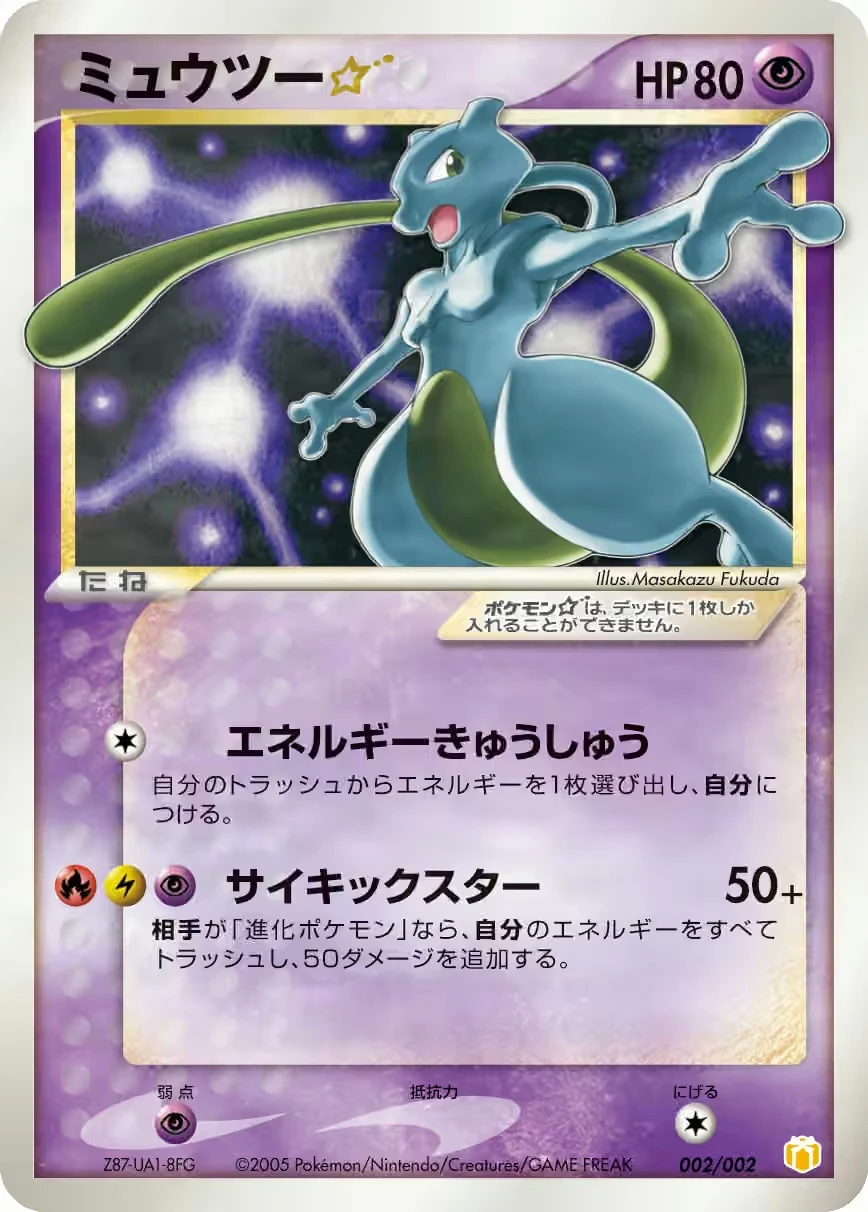 ミュウツー☆
HP80
たね
Illus.Masakazu Fukuda
ポケモン☆は、デッキに1枚しか
入れることができません。
エネルギーきゅうしゅう
自分のトラッシュからエネルギーを1枚選び出し、自分に
つける。
サイキックスター 50+
相手が「進化ポケモン」なら、自分のエネルギーをすべて
トラッシュし、50ダメージを追加する。
弱点 抵抗力 にげる
Z87-UA1-8FG ©2005 Pokémon/Nintendo/Creatures/GAME FREAK 002/002